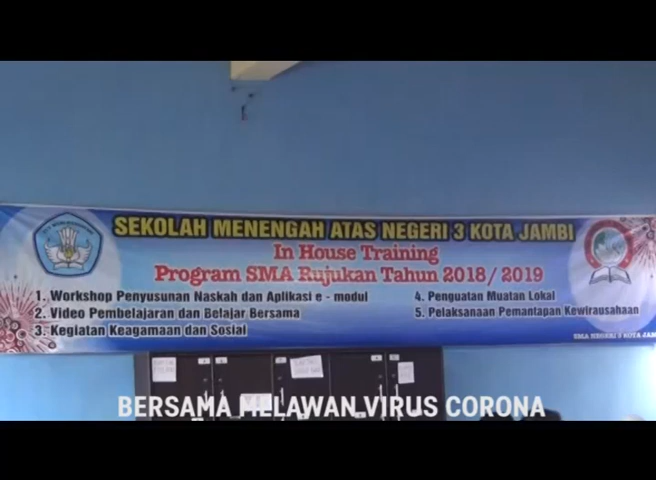 SEKOLAH MENENGAH ATAS NEGERI 3 KOTA JAMBI
In House Training
Program SMA Rujukan Tahun 2018/ 2019
1. Workshop Penyusunan Naskah dan Aplikasi e - modul
2. Video Pembelajaran dan Belajar Bersama
3. Kegiatan Keagamaan dan Sosial
4. Penguatan Muatan Lokal
5. Pelaksanaan Pemantapan Kewirausahaan
SMA NEGERI 3 KOTA JAM
BERSAMA MELAWAN VIRUS CORONA